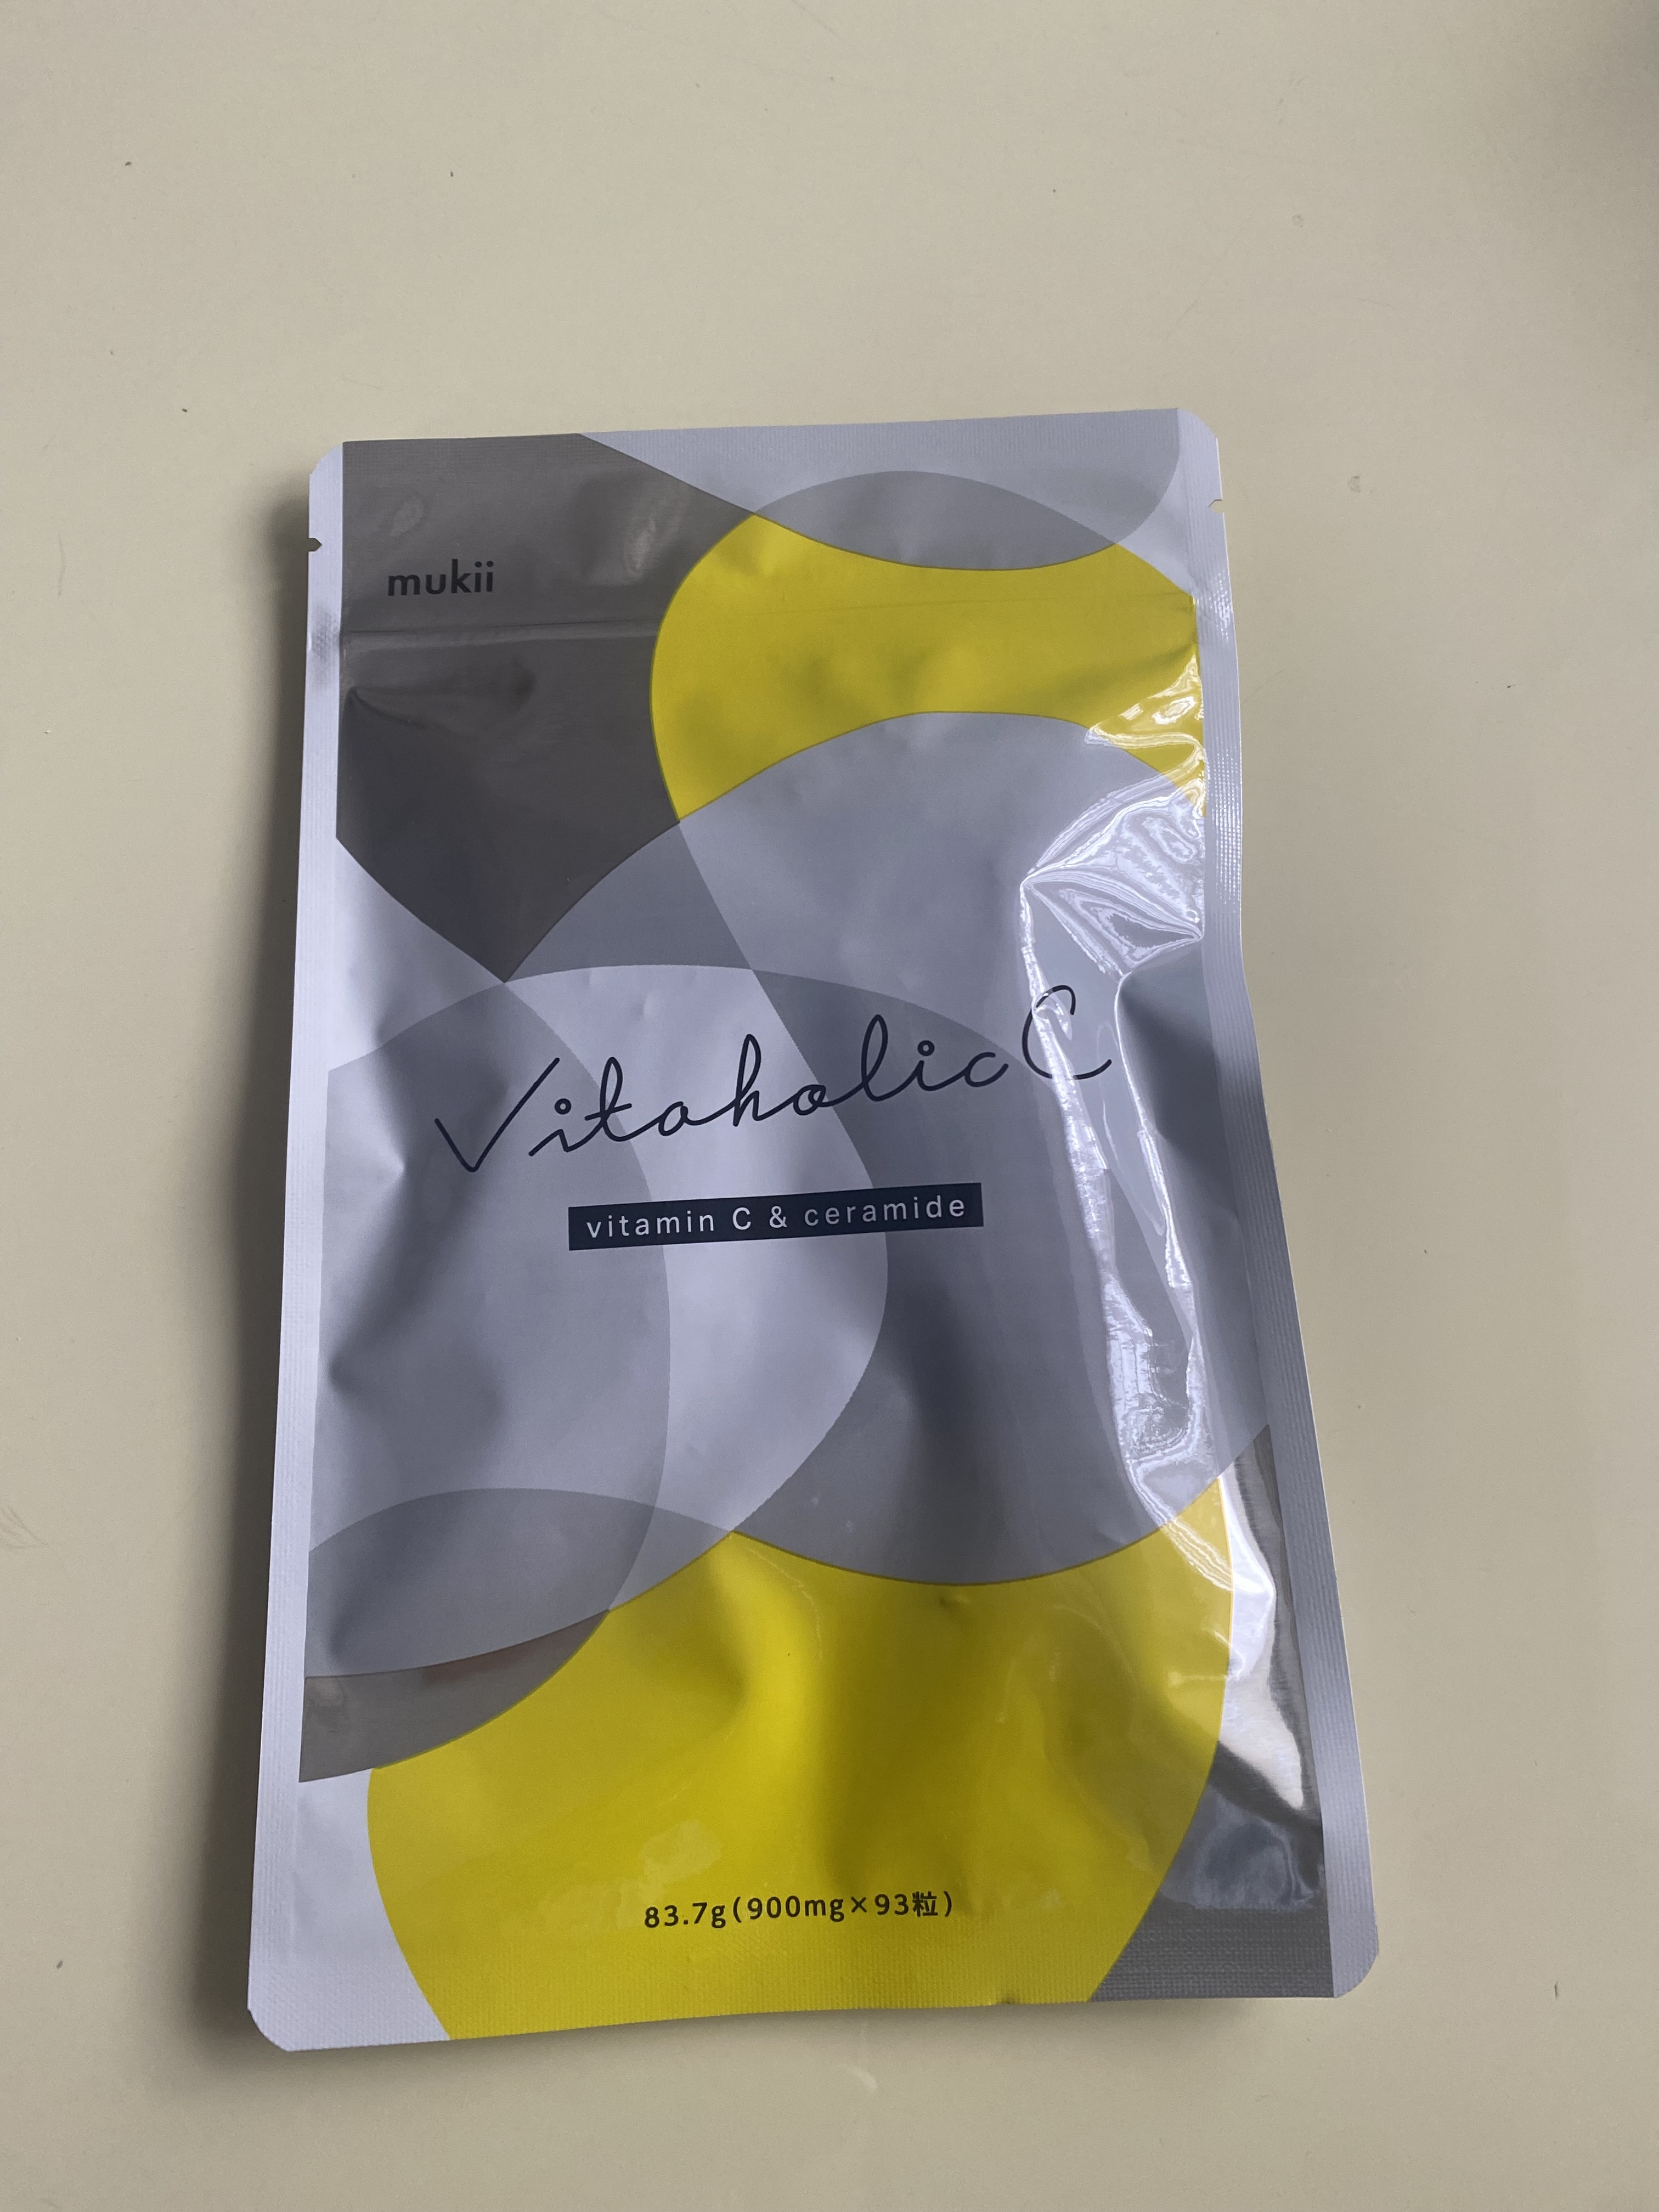 mukii
Vitaholic C
vitamin C & ceramide
83.7g(900mg×93粒)